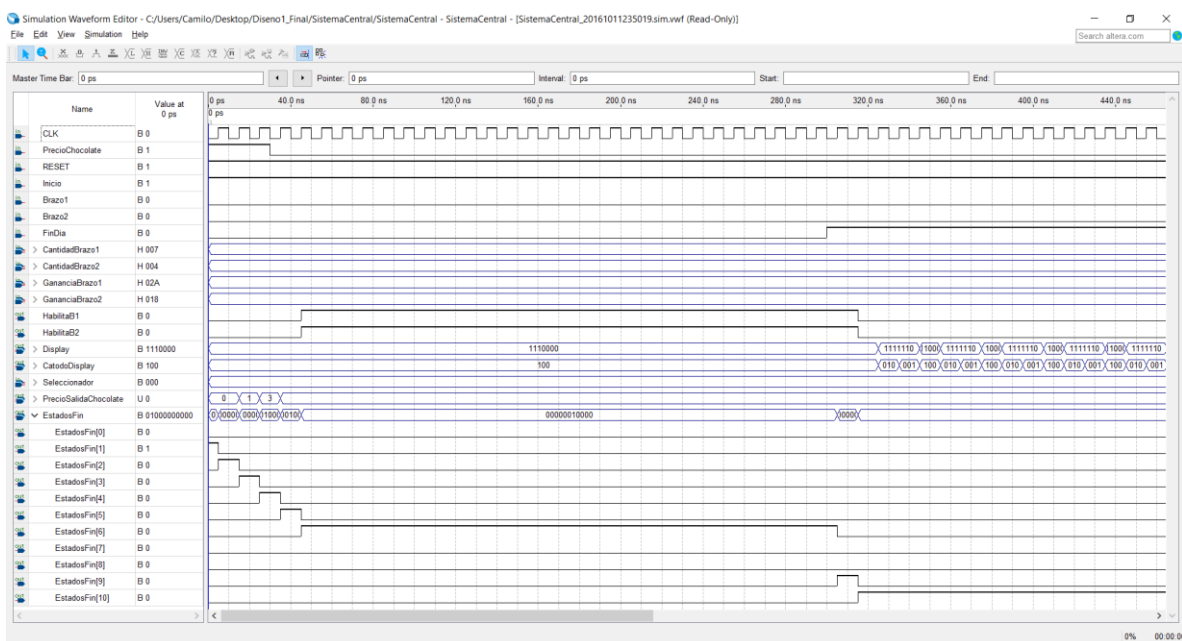 Simulation Waveform Editor - C:/Users/Camilo/Desktop/Diseno1_Final/SistemaCentral/SistemaCentral - SistemaCentral - [SistemaCentral_20161011235019.sim.vwf (Read-Only)]
File Edit View Simulation Help
Search altera.com
Master Time Bar: 0 ps Pointer: 0 ps Interval: 0 ps Start: End:
Name Value at 0 ps
0 ps 40.0 ns 80.0 ns 120.0 ns 160.0 ns 200.0 ns 240.0 ns 280.0 ns 320.0 ns 360.0 ns 400.0 ns 440.0 ns
0 ps
CLK B 0
PrecioChocolate B 1
RESET B 1
Inicio B 1
Brazo1 B 0
Brazo2 B 0
FinDia B 0
CantidadBrazo1 H 007
CantidadBrazo2 H 004
GananciaBrazo1 H 02A
GananciaBrazo2 H 018
HabilitaB1 B 0
HabilitaB2 B 0
Display B 1110000 1110000 1111110 100 1111110 100 1111110 100 1111110 100 1111110
CatodoDisplay B 100 100 010 001 100 010 001 100 010 001 100 010 001 100 010 001
Seleccionador B 000
PrecioSalidaChocolate U 0 0 1 3
EstadosFin B 01000000000 0 0000 0000 1000 0100 00000010000 0000
EstadosFin[0] B 0
EstadosFin[1] B 1
EstadosFin[2] B 0
EstadosFin[3] B 0
EstadosFin[4] B 0
EstadosFin[5] B 0
EstadosFin[6] B 0
EstadosFin[7] B 0
EstadosFin[8] B 0
EstadosFin[9] B 0
EstadosFin[10] B 0
0% 00:00:0